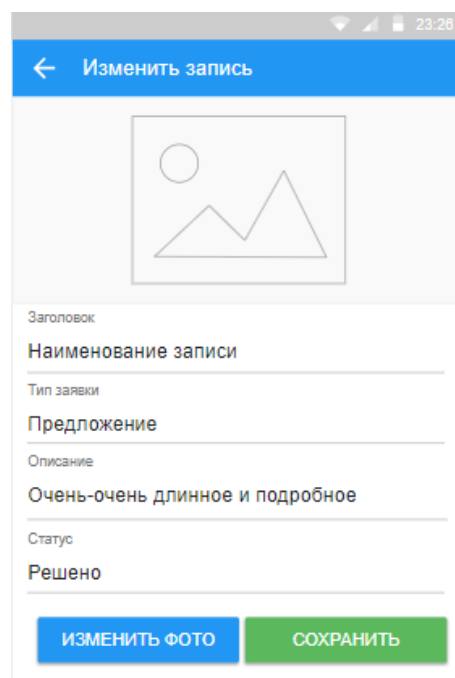 23:26
Изменить запись
Заголовок
Наименование записи
Тип заявки
Предложение
Описание
Очень-очень длинное и подробное
Статус
Решено
ИЗМЕНИТЬ ФОТО СОХРАНИТЬ